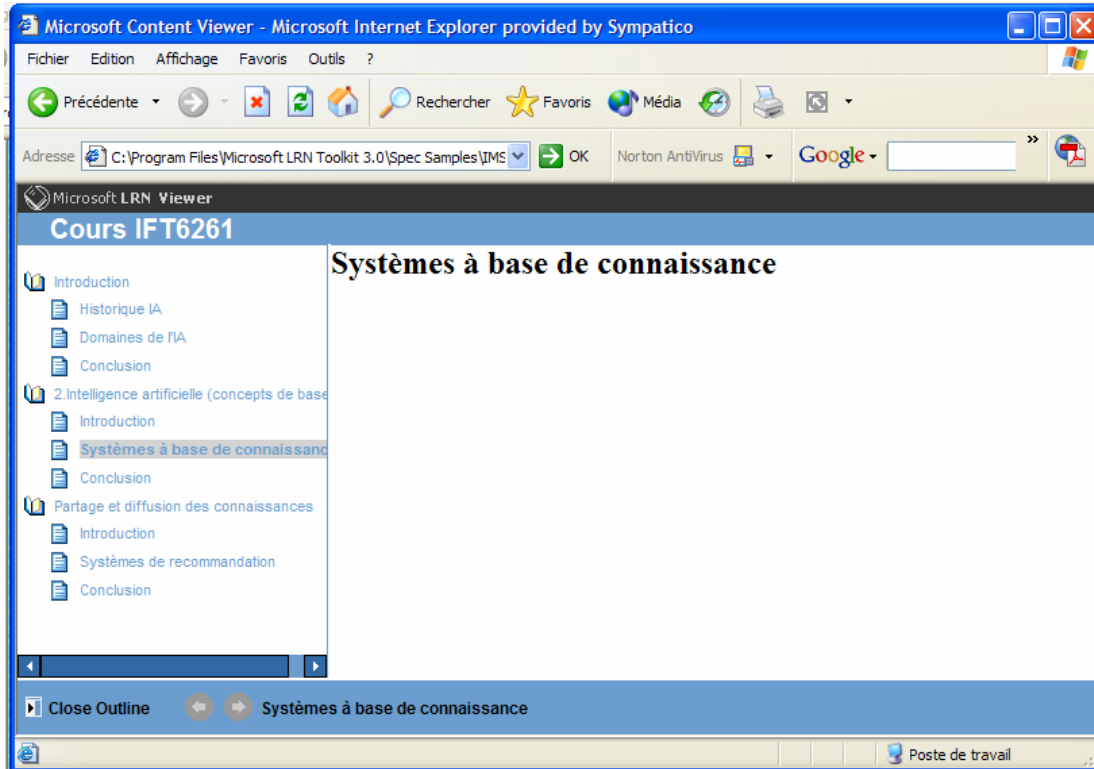 Microsoft Content Viewer - Microsoft Internet Explorer provided by Sympatico
Fichier Edition Affichage Favoris Outils ?
Précédente Rechercher Favoris Média
Adresse C:\Program Files\Microsoft LRN Toolkit 3.0\Spec Samples\IMS OK Norton AntiVirus Google »
Microsoft LRN Viewer
Cours IFT6261
Systèmes à base de connaissance
Introduction
Historique IA
Domaines de l'IA
Conclusion
2.Intelligence artificielle (concepts de base
Introduction
Systèmes à base de connaissanc
Conclusion
Partage et diffusion des connaissances
Introduction
Systèmes de recommandation
Conclusion
Close Outline Systèmes à base de connaissance
Poste de travail